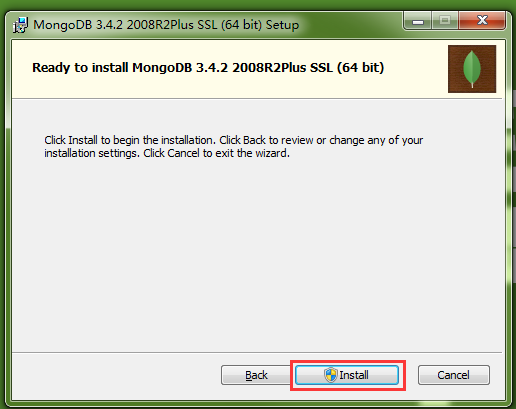 MongoDB 3.4.2 2008R2Plus SSL (64 bit) Setup
Ready to install MongoDB 3.4.2 2008R2Plus SSL (64 bit)
Click Install to begin the installation. Click Back to review or change any of your
installation settings. Click Cancel to exit the wizard.
Back Install Cancel